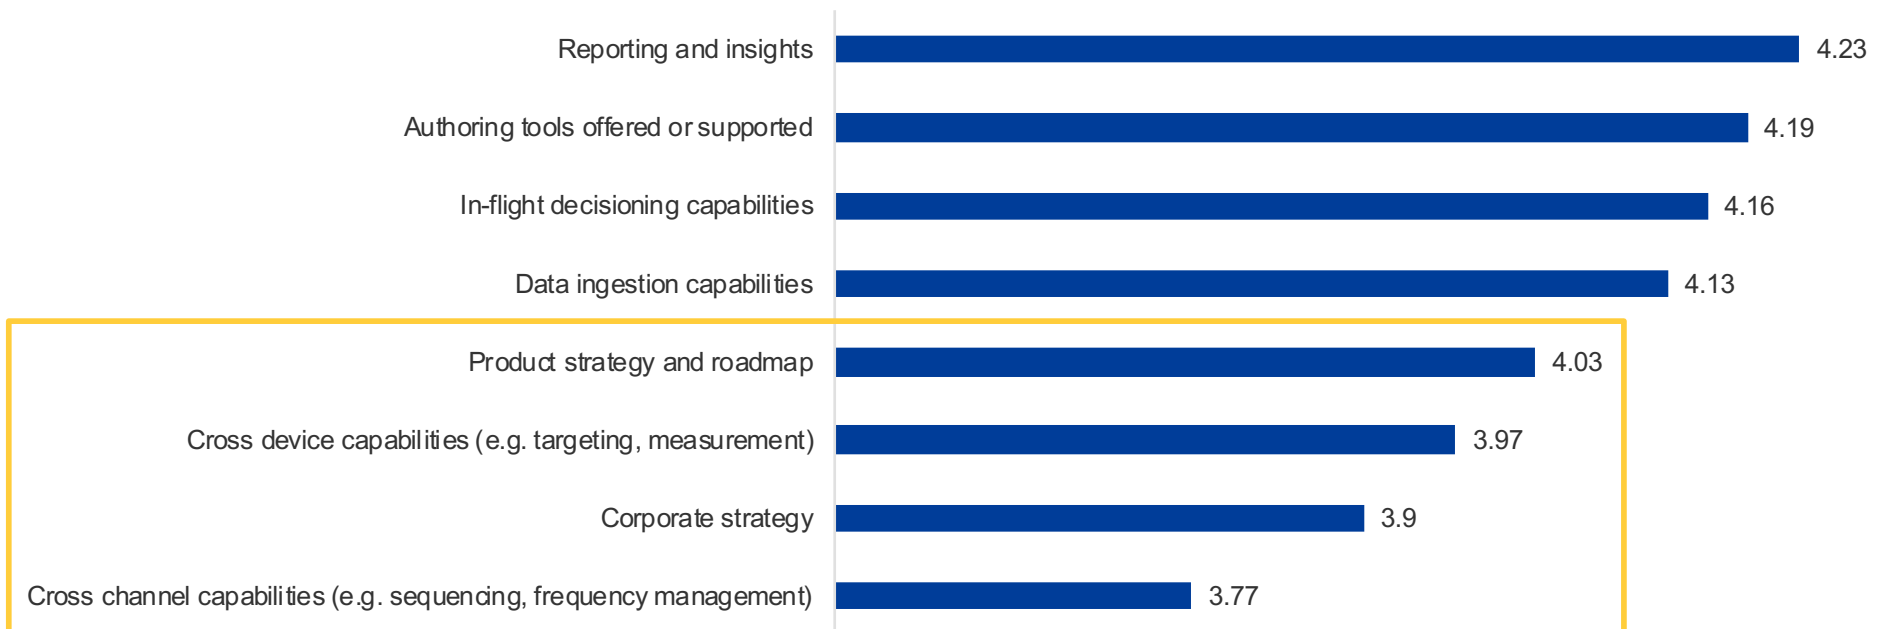 Reporting and insights 4.23
Authoring tools offered or supported 4.19
In-flight decisioning capabilities 4.16
Data ingestion capabilities 4.13
Product strategy and roadmap 4.03
Cross device capabilities (e.g. targeting, measurement) 3.97
Corporate strategy 3.9
Cross channel capabilities (e.g. sequencing, frequency management) 3.77